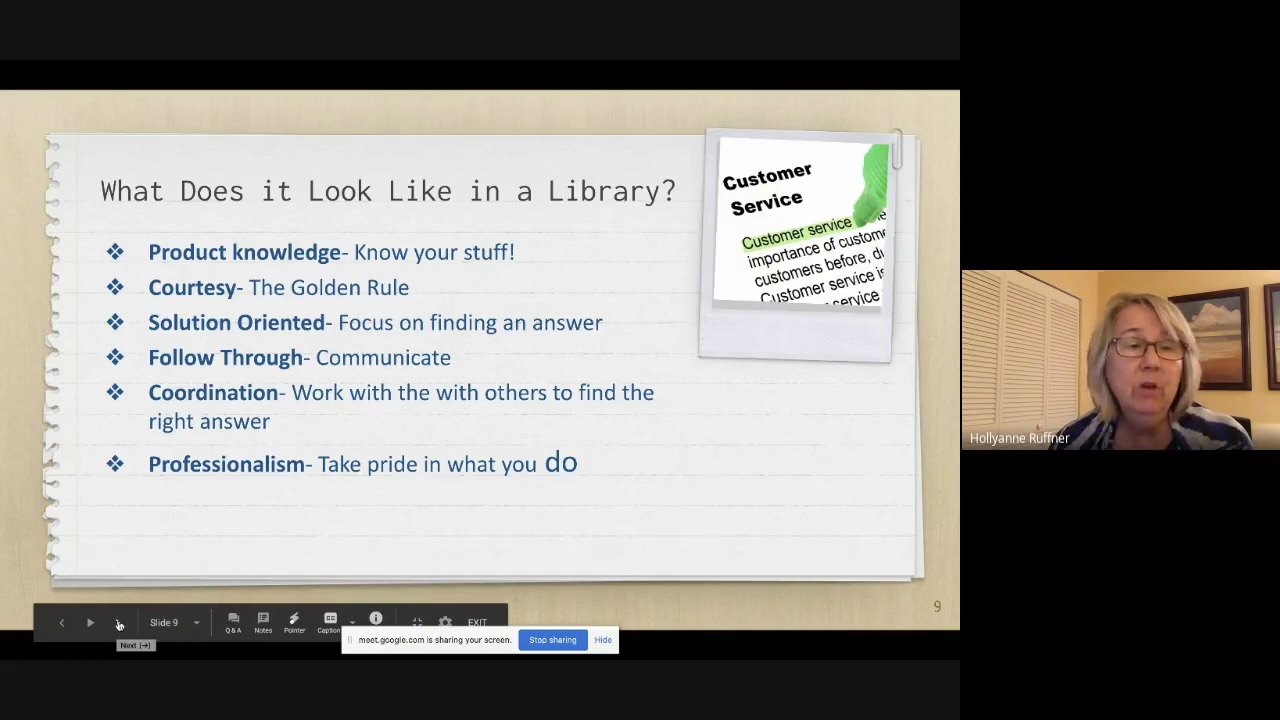 What Does it Look Like in a Library?
❖ Product knowledge- Know your stuff!
❖ Courtesy- The Golden Rule
❖ Solution Oriented- Focus on finding an answer
❖ Follow Through- Communicate
❖ Coordination- Work with the with others to find the
right answer
❖ Professionalism- Take pride in what you do
Customer
Service
Customer service
importance of custome
customers before, du
Customer service is
service
Hollyanne Ruffner
9
Slide 9
Q & A
Notes
Pointer
Caption
EXIT
Next (→)
meet.google.com is sharing your screen.
Stop sharing
Hide